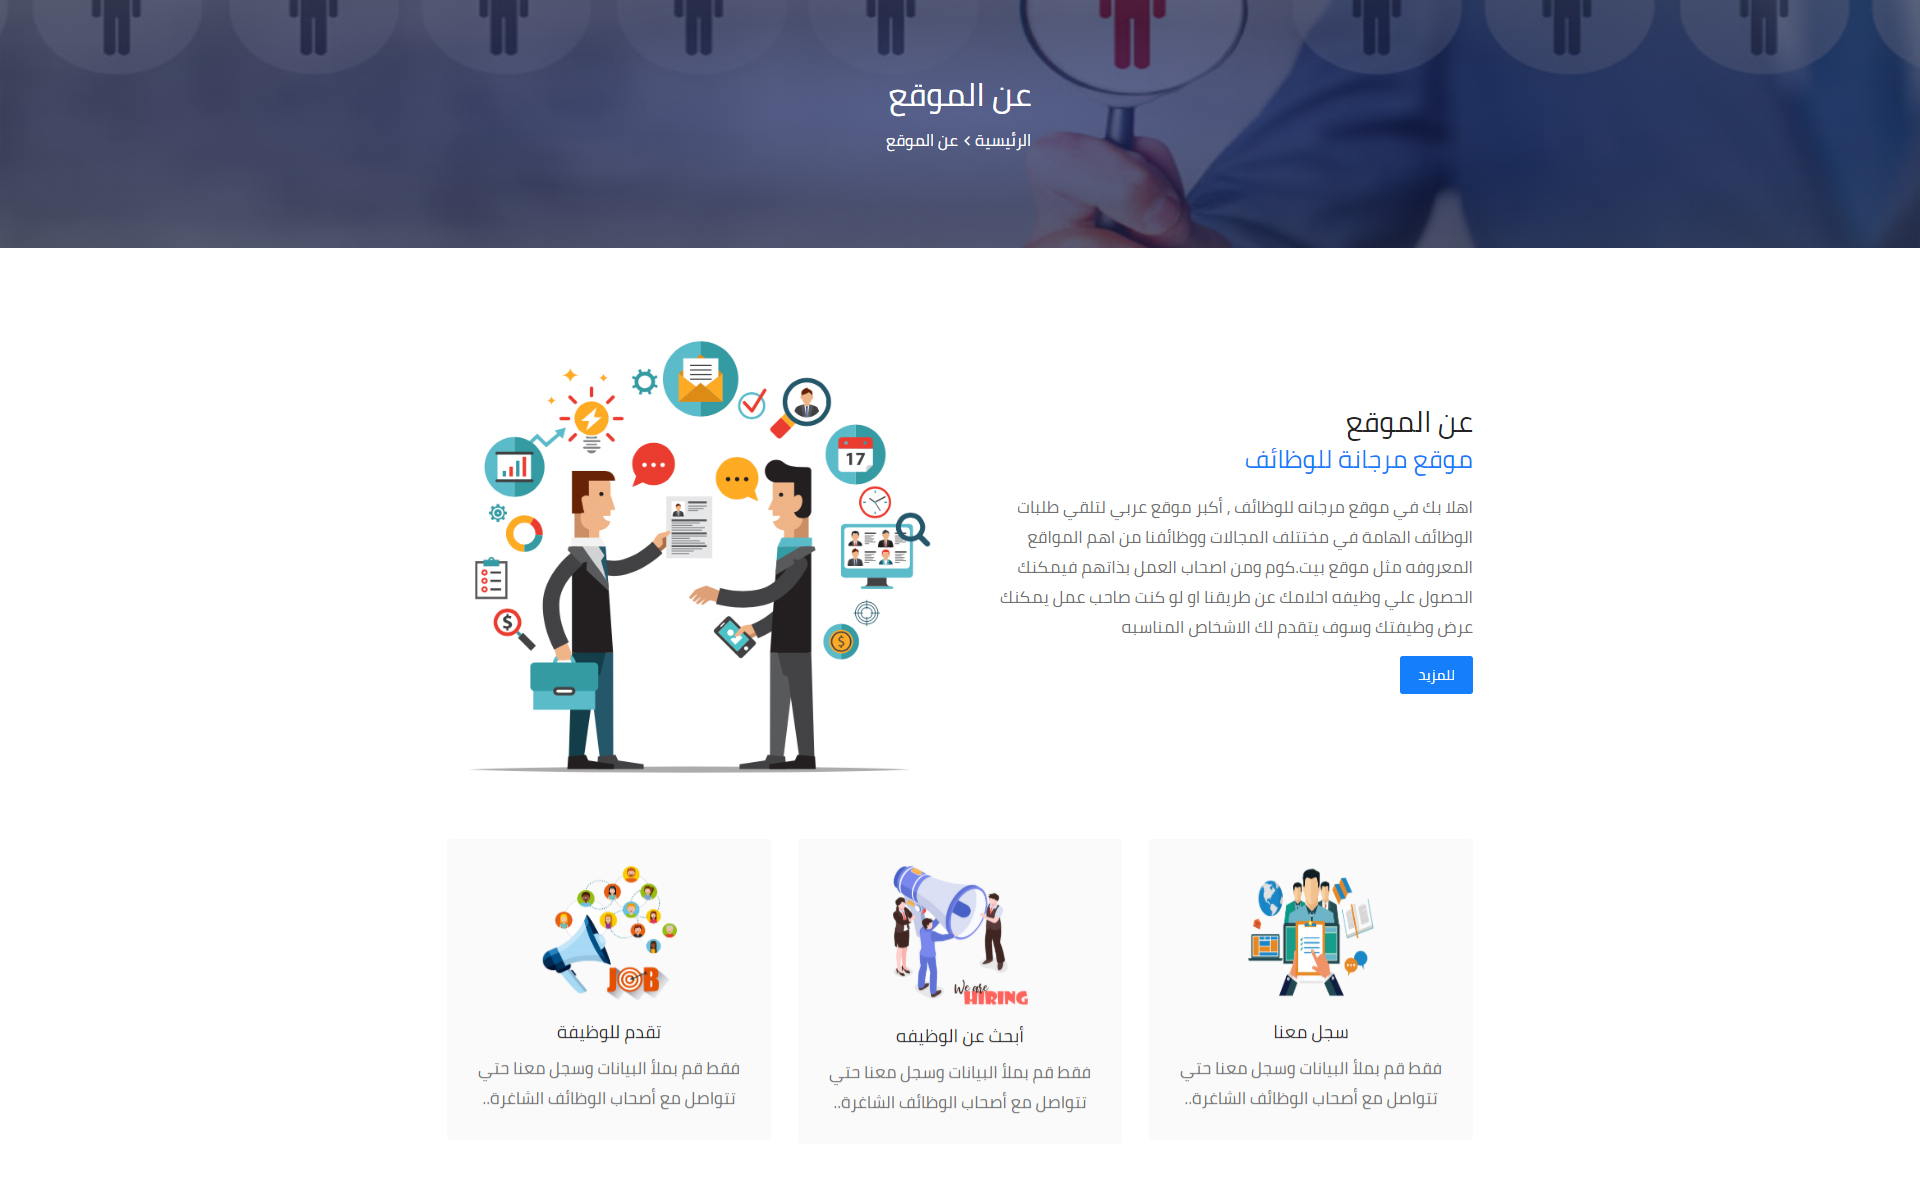 عن الموقع
الرئيسية > عن الموقع
عن الموقع
موقع مرجانة للوظائف
اهلا بك في موقع مرجانه للوظائف , أكبر موقع عربي لتلقي طلبات
الوظائف الهامة في مختتلف المجالات ووظائفنا من اهم المواقع
المعروفه مثل موقع بيت.كوم ومن اصحاب العمل بذاتهم فيمكنك
الحصول علي وظيفه احلامك عن طريقنا او لو كنت صاحب عمل يمكنك
عرض وظيفتك وسوف يتقدم لك الاشخاص المناسبه
للمزيد
17
$
$
سجل معنا
فقط قم بملأ البيانات وسجل معنا حتي
تتواصل مع أصحاب الوظائف الشاغرة..
We are
HIRING
أبحث عن الوظيفه
فقط قم بملأ البيانات وسجل معنا حتي
تتواصل مع أصحاب الوظائف الشاغرة..
JOB
تقدم للوظيفة
فقط قم بملأ البيانات وسجل معنا حتي
تتواصل مع أصحاب الوظائف الشاغرة..